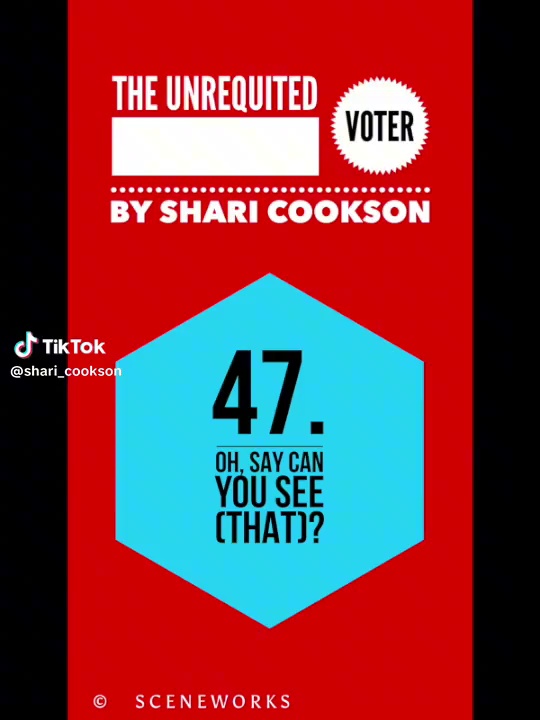 THE UNREQUITED
VOTER
BY SHARI COOKSON
TikTok
@shari_cookson
47.
OH, SAY CAN
YOU SEE
(THAT)?
© SCENEWORKS